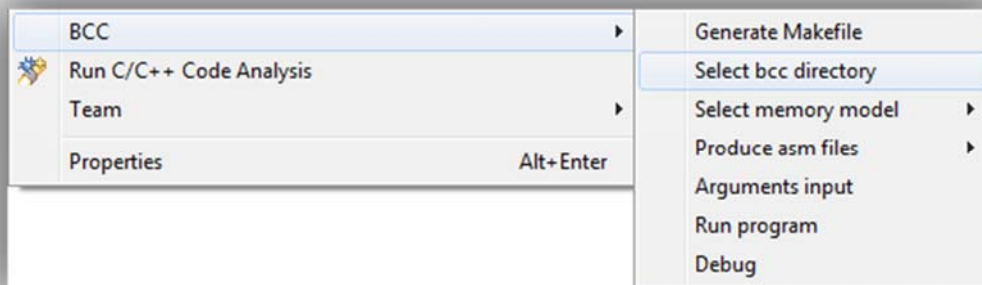 BCC
Run C/C++ Code Analysis
Team
Properties Alt+Enter
Generate Makefile
Select bcc directory
Select memory model
Produce asm files
Arguments input
Run program
Debug